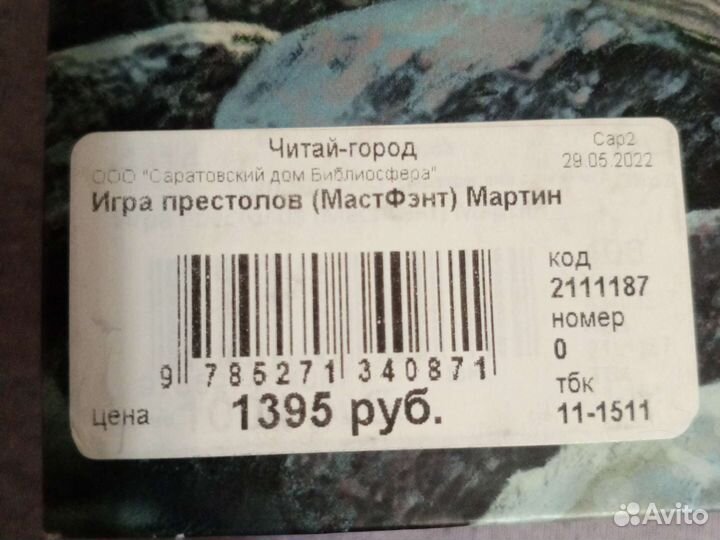 Читай-город
Сар2
ООО "Саратовский дом Библиосфера"
29.05.2022
Игра престолов (МастФэнт) Мартин
код
2111187
номер
0
9 785271 340871
тбк
цена 1395 руб.
11-1511
Avito